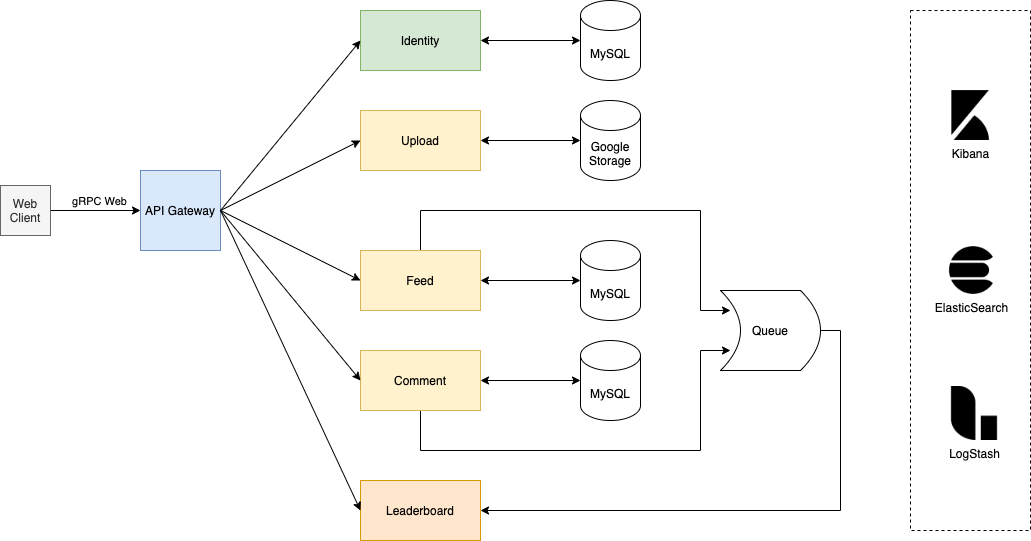 Identity
MySQL
Upload
Google
Storage
Kibana
Web
Client
gRPC Web
API Gateway
Feed
MySQL
ElasticSearch
Queue
Comment
MySQL
LogStash
Leaderboard